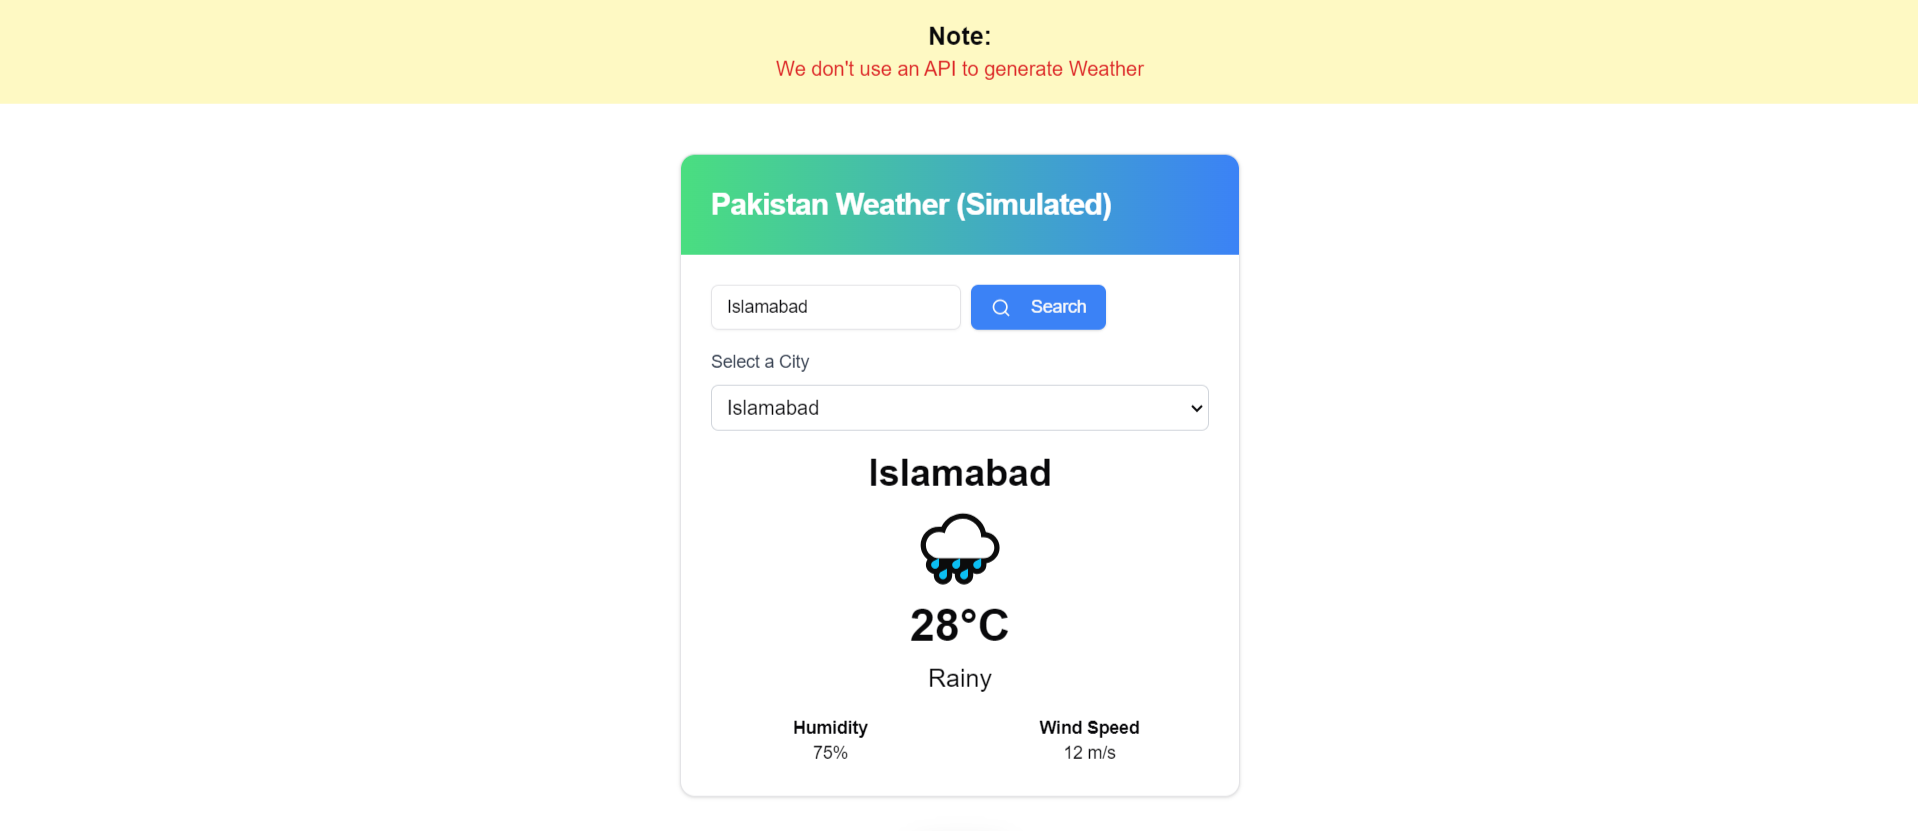 Note:
We don't use an API to generate Weather
Pakistan Weather (Simulated)
Islamabad
Search
Select a City
Islamabad
Islamabad
28°C
Rainy
Humidity
Wind Speed
75%
12 m/s